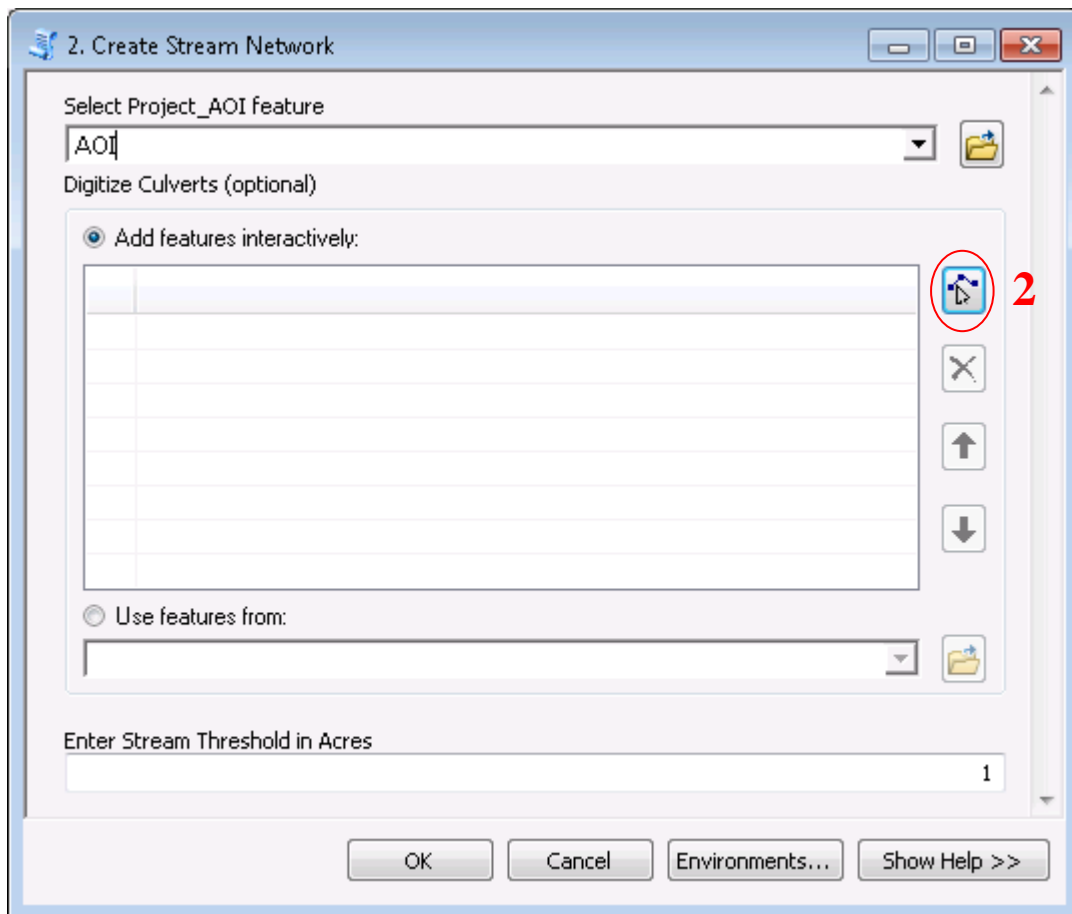 2. Create Stream Network
Select Project_AOI feature
AOI
Digitize Culverts (optional)
Add features interactively:
2
Use features from:
Enter Stream Threshold in Acres
1
OK Cancel Environments... Show Help >>